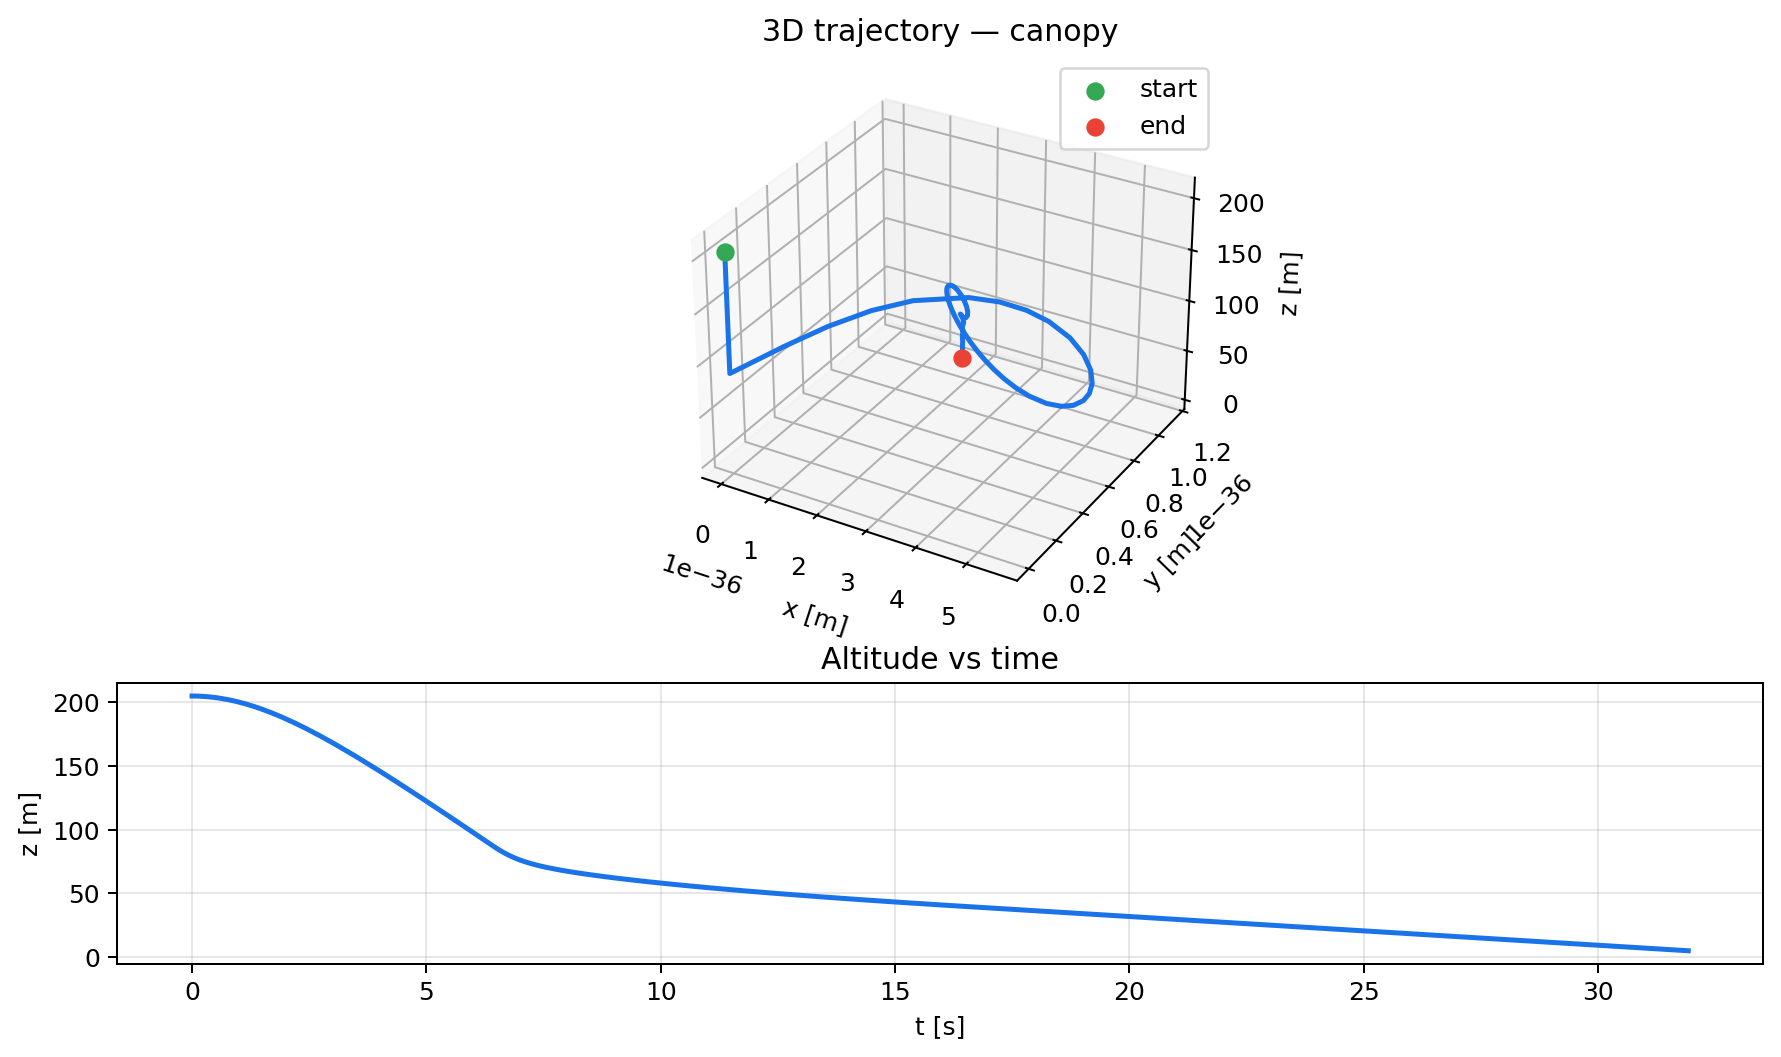 3D trajectory — canopy
start
end
200
150
100
50
0
z [m]
0
1
2
3
4
5
1e−36
x [m]
0.0
0.2
0.4
0.6
0.8
1.0
1.2
1e−36
y [m]
Altitude vs time
200
150
100
50
0
z [m]
0 5 10 15 20 25 30
t [s]